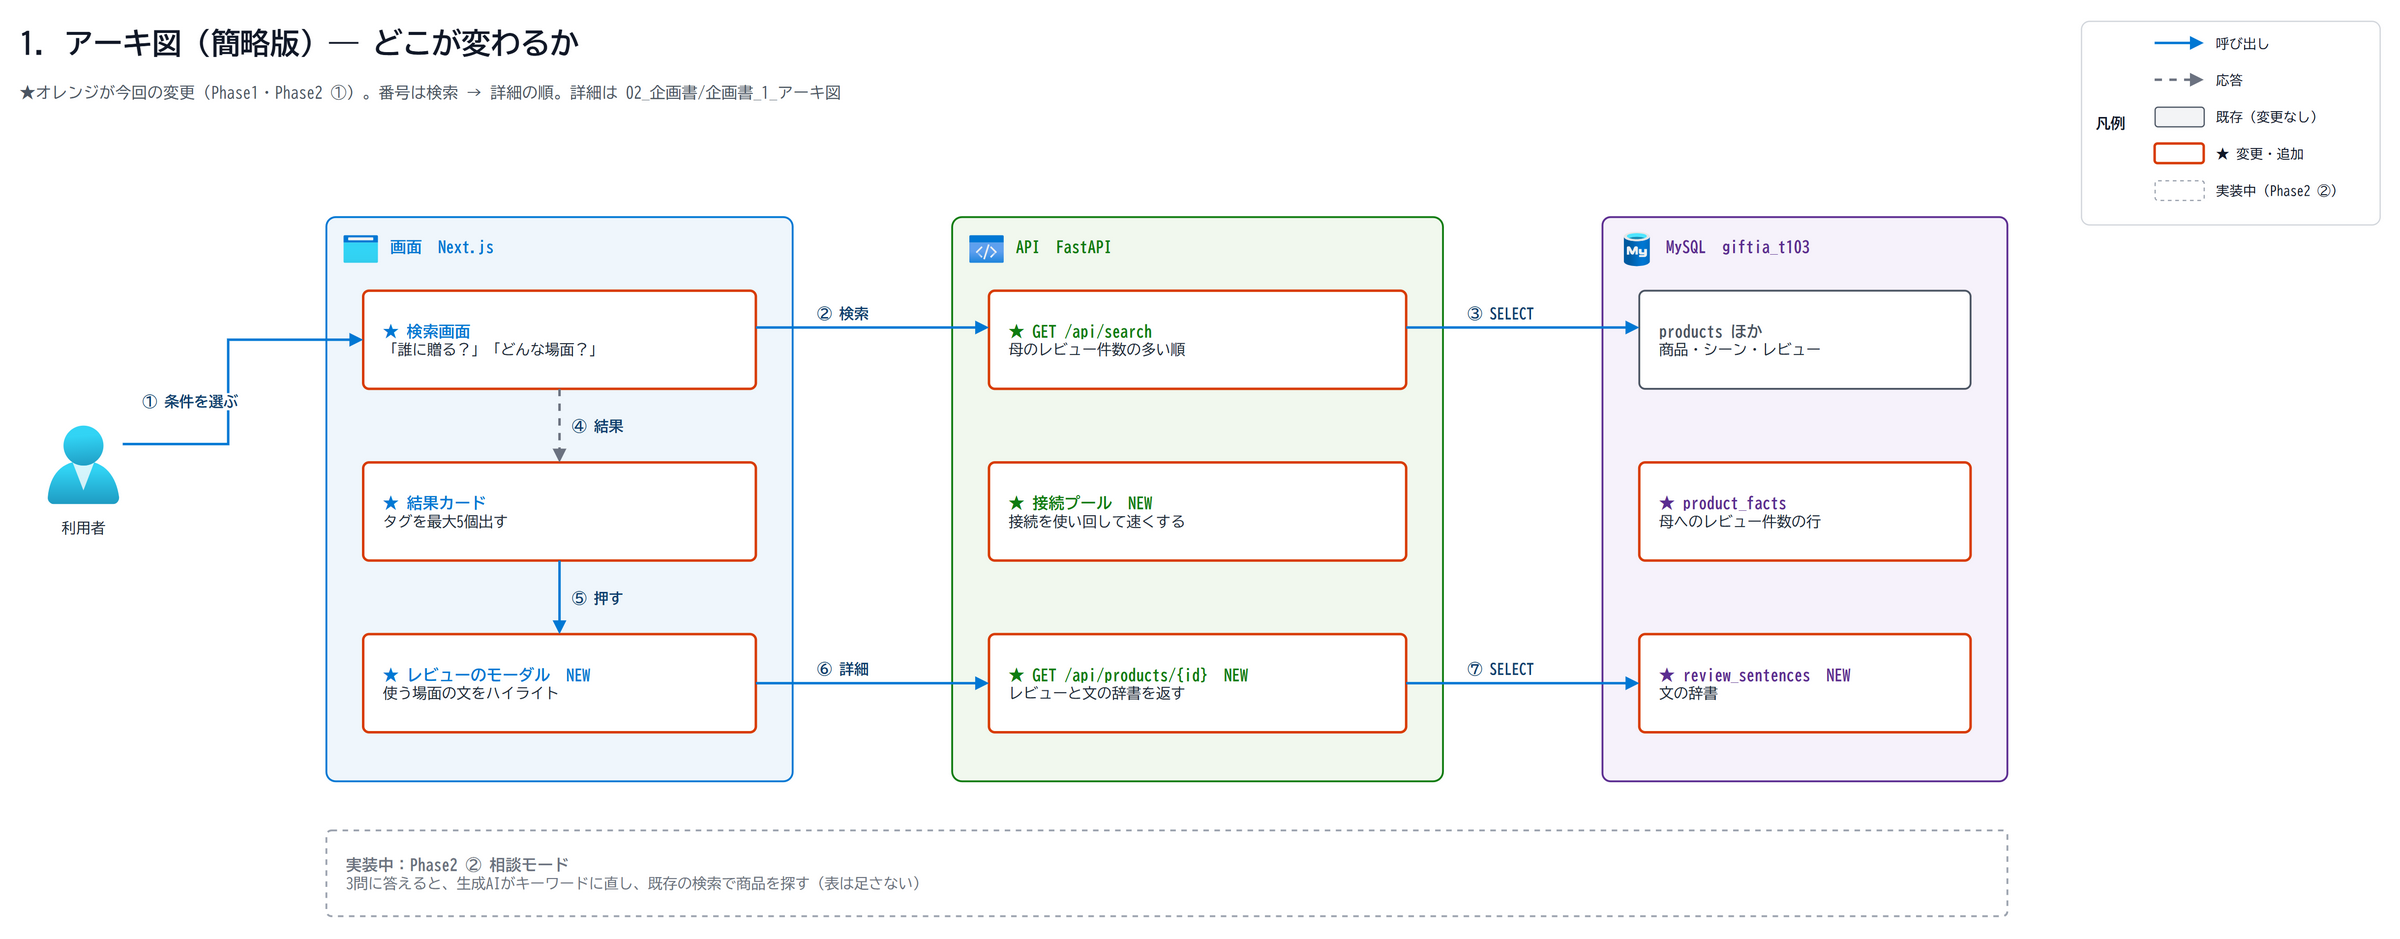 1. アーキ図（簡略版）— どこが変わるか
★オレンジが今回の変更（Phase1・Phase2 ①）。番号は検索 → 詳細の順。詳細は 02_企画書/企画書_1_アーキ図
凡例
呼び出し
応答
既存（変更なし）
★ 変更・追加
実装中（Phase2 ②）
利用者
① 条件を選ぶ
画面 Next.js
★ 検索画面
「誰に贈る？」「どんな場面？」
④ 結果
★ 結果カード
タグを最大5個出す
⑤ 押す
★ レビューのモーダル NEW
使う場面の文をハイライト
② 検索
⑥ 詳細
API FastAPI
★ GET /api/search
母のレビュー件数の多い順
★ 接続プール NEW
接続を使い回して速くする
★ GET /api/products/{id} NEW
レビューと文の辞書を返す
③ SELECT
⑦ SELECT
My
MySQL giftia_t103
products ほか
商品・シーン・レビュー
★ product_facts
母へのレビュー件数の行
★ review_sentences NEW
文の辞書
実装中：Phase2 ② 相談モード
3問に答えると、生成AIがキーワードに直し、既存の検索で商品を探す（表は足さない）